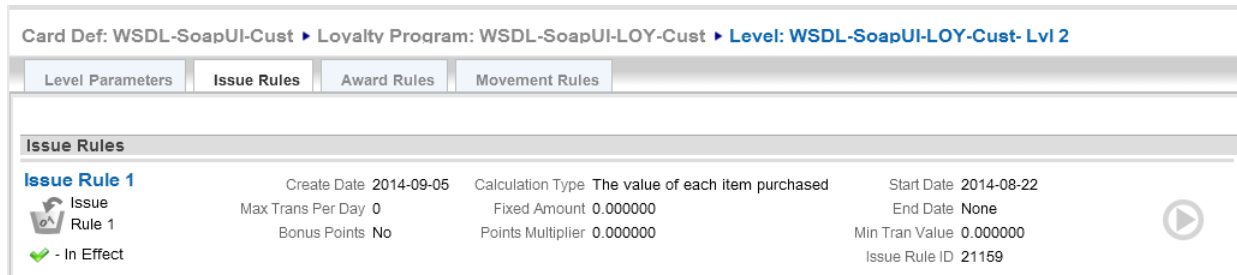 Card Def: WSDL-SoapUI-Cust ▸ Loyalty Program: WSDL-SoapUI-LOY-Cust ▸ Level: WSDL-SoapUI-LOY-Cust- Lvl 2
Level Parameters Issue Rules Award Rules Movement Rules
Issue Rules
Issue Rule 1 Create Date 2014-09-05 Calculation Type The value of each item purchased Start Date 2014-08-22
Issue Max Trans Per Day 0 Fixed Amount 0.000000 End Date None
Rule 1 Bonus Points No Points Multiplier 0.000000 Min Tran Value 0.000000
- In Effect Issue Rule ID 21159